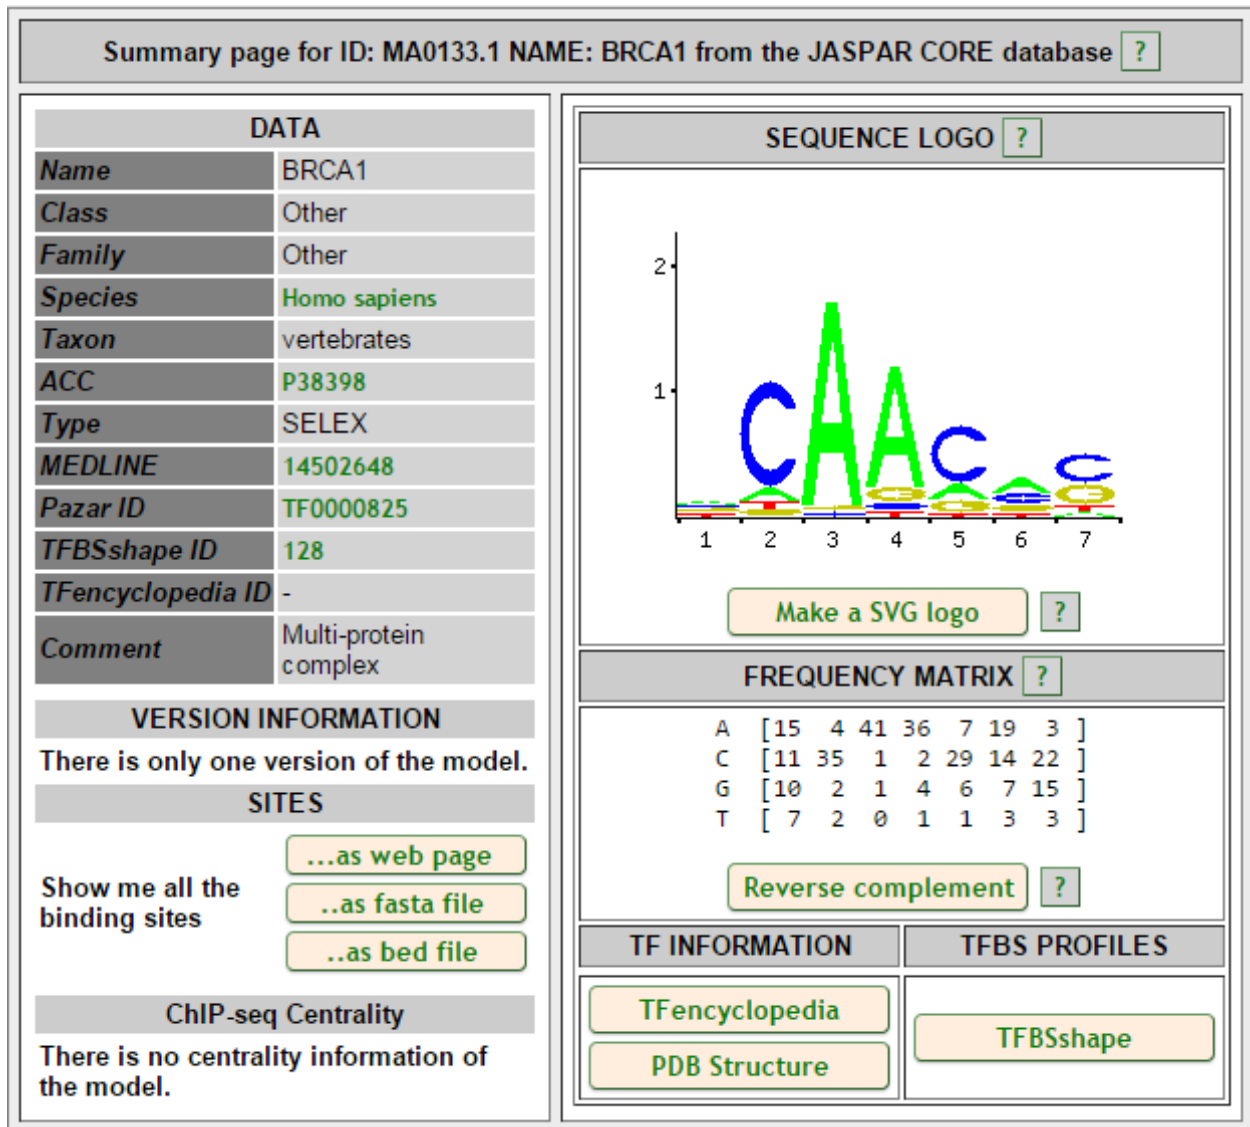 Summary page for ID: MA0133.1 NAME: BRCA1 from the JASPAR CORE database ?
DATA
Name BRCA1
Class Other
Family Other
Species Homo sapiens
Taxon vertebrates
ACC P38398
Type SELEX
MEDLINE 14502648
Pazar ID TF0000825
TFBSshape ID 128
TFencyclopedia ID -
Comment Multi-protein
complex
VERSION INFORMATION
There is only one version of the model.
SITES
Show me all the
binding sites
...as web page
..as fasta file
..as bed file
ChIP-seq Centrality
There is no centrality information of
the model.
SEQUENCE LOGO ?
2
1
C A A C A C
1 2 3 4 5 6 7
Make a SVG logo ?
FREQUENCY MATRIX ?
A [15 4 41 36 7 19 3 ]
C [11 35 1 2 29 14 22 ]
G [10 2 1 4 6 7 15 ]
T [ 7 2 0 1 1 3 3 ]
Reverse complement ?
TF INFORMATION
TFencyclopedia
PDB Structure
TFBS PROFILES
TFBSshape